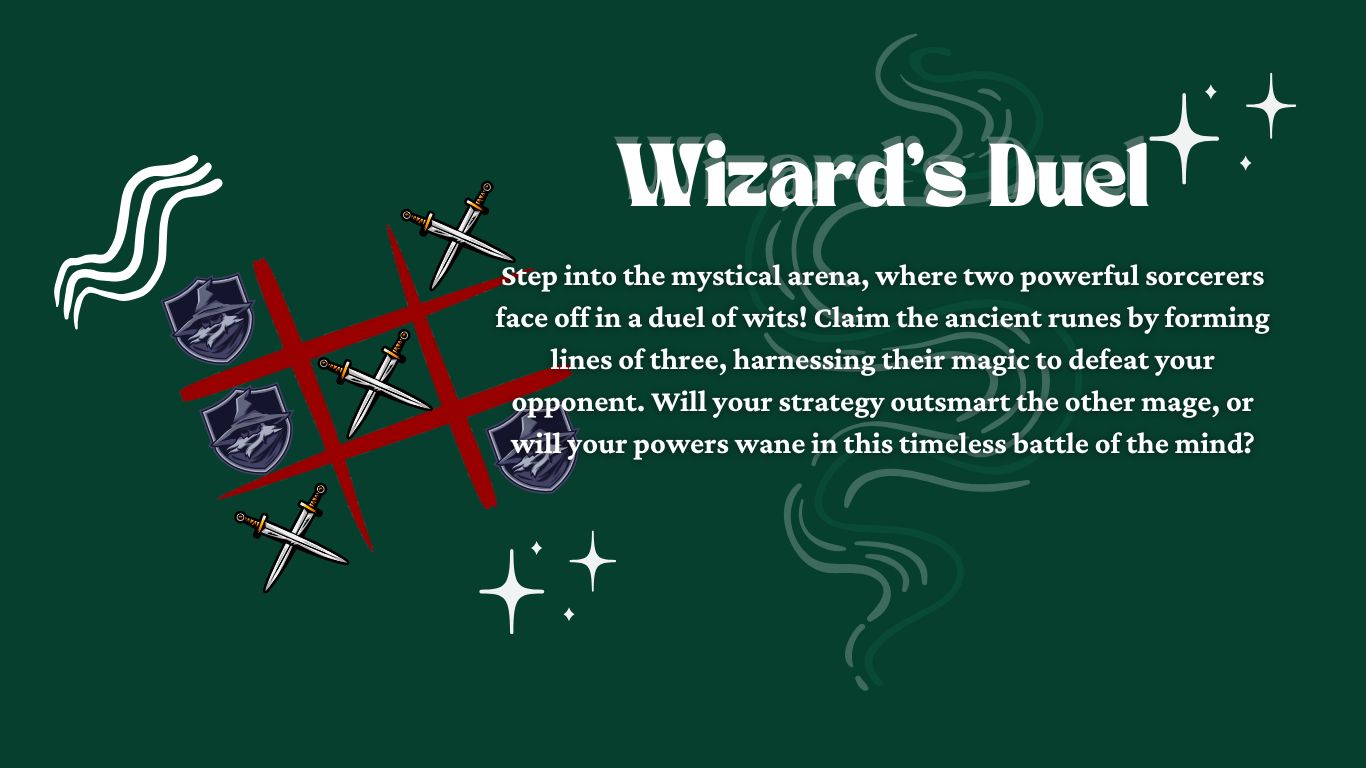 Wizard's Duel
Step into the mystical arena, where two powerful sorcerers
face off in a duel of wits! Claim the ancient runes by forming
lines of three, harnessing their magic to defeat your
opponent. Will your strategy outsmart the other mage, or
will your powers wane in this timeless battle of the mind?